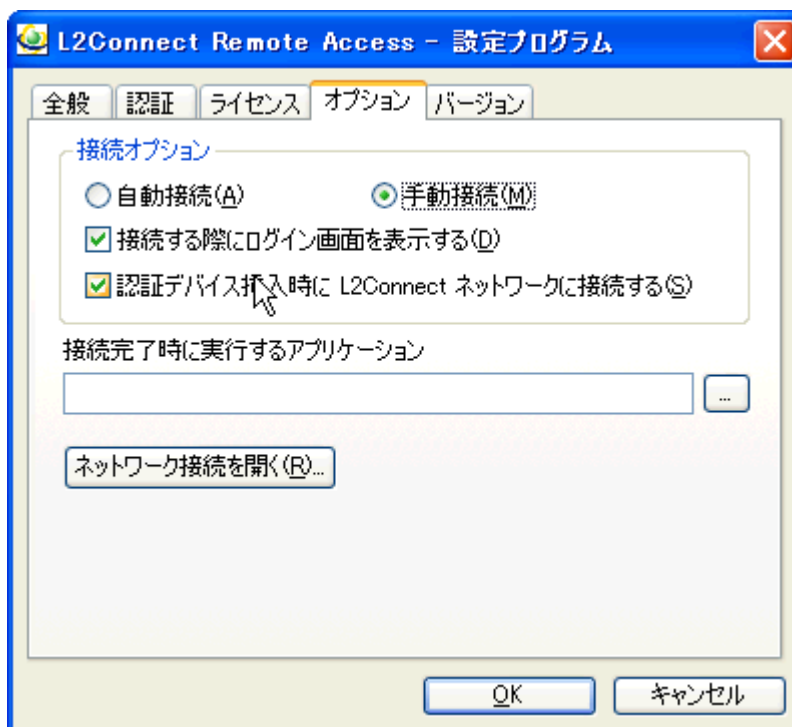 L2Connect Remote Access - 設定プログラム
全般 認証 ライセンス オプション バージョン
接続オプション
自動接続(A) 手動接続(M)
接続する際にログイン画面を表示する(D)
認証デバイス挿入時に L2Connect ネットワークに接続する(S)
接続完了時に実行するアプリケーション
...
ネットワーク接続を開く(R)...
OK キャンセル